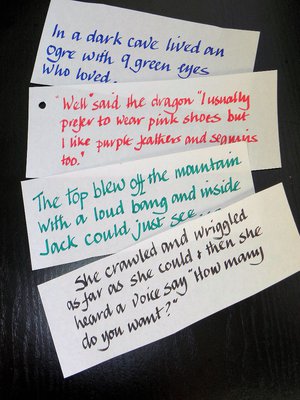 In a dark cave lived an
Ogre with 9 green eyes
Who loved.
"Well" said the dragon "I usually
prefer to wear pink shoes but
I like purple feathers and sequins
too."
The top blew off the mountain
with a loud bang and inside
Jack could just see....
She crawled and wriggled
as far as she could & then she
heard a voice say "How many
do you want?"